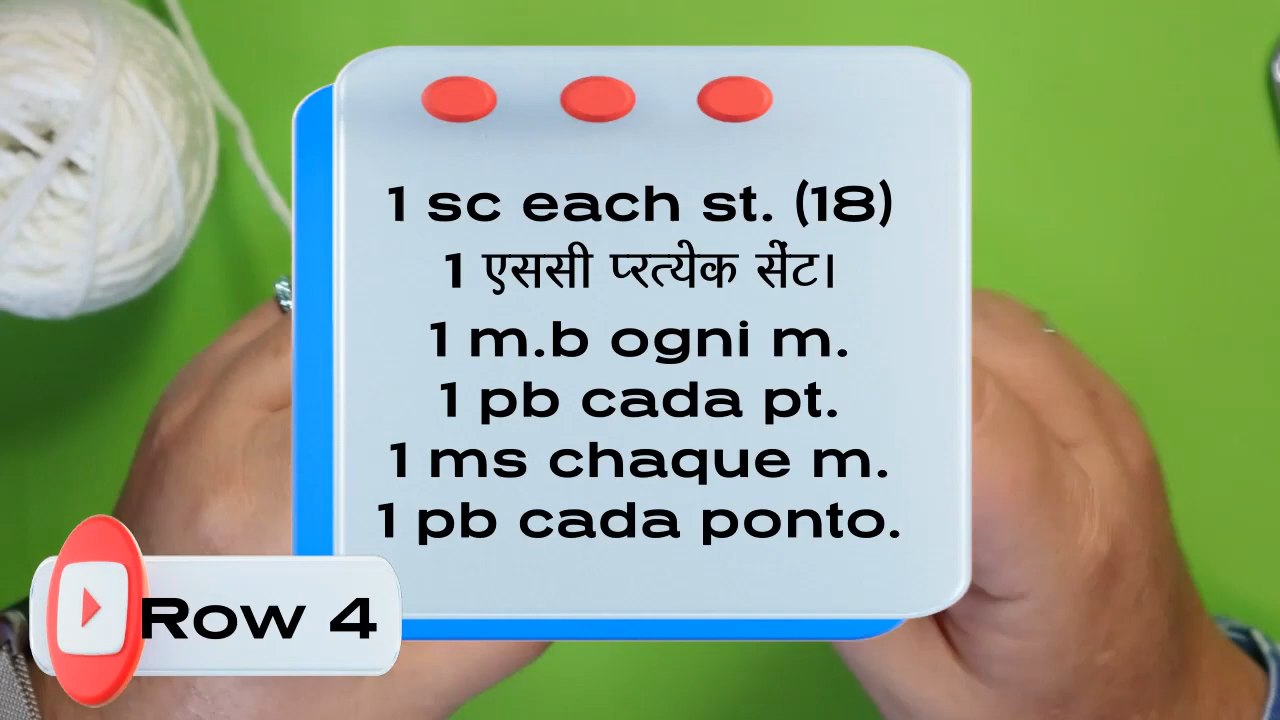 1 sc each st. (18)
1 एससी प्रत्येक सेंट।
1 m.b ogni m.
1 pb cada pt.
1 ms chaque m.
1 pb cada ponto.
Row 4